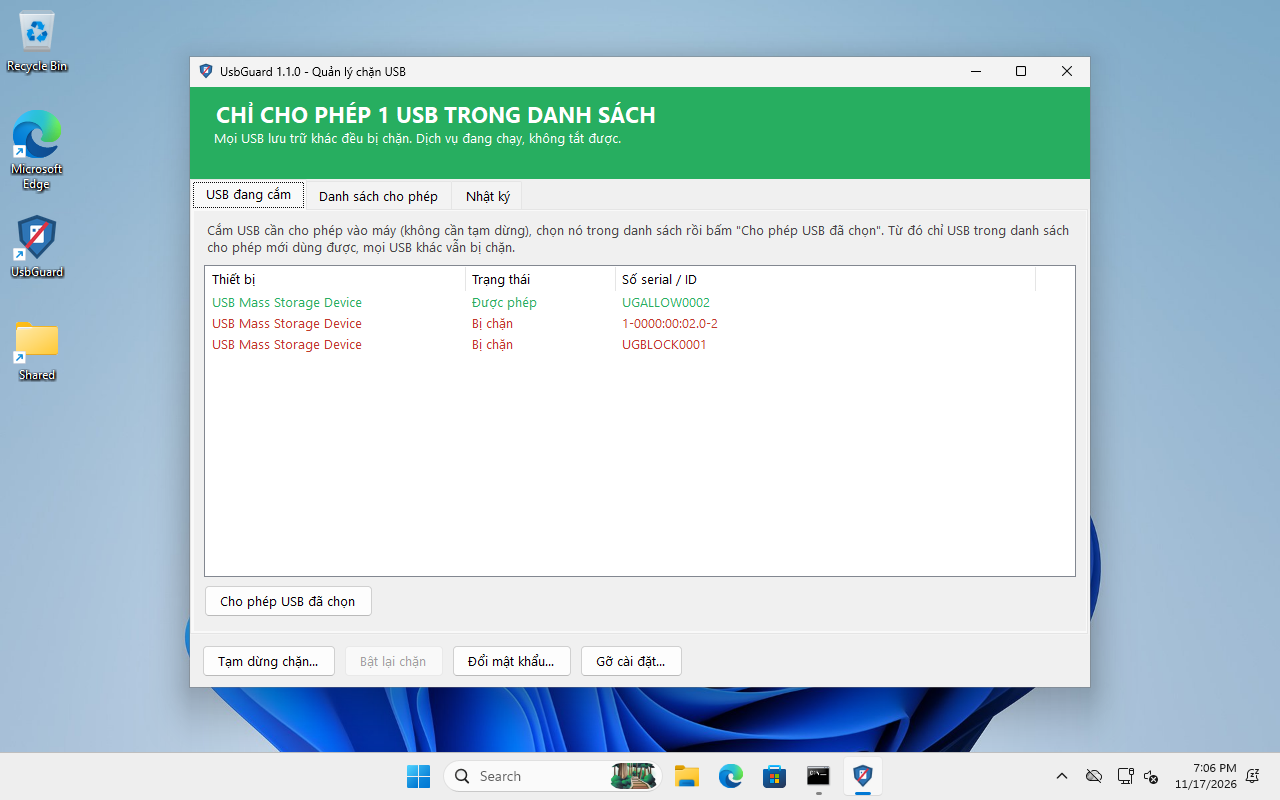 Recycle Bin
Microsoft
Edge
UsbGuard
Shared
UsbGuard 1.1.0 - Quản lý chặn USB
CHỈ CHO PHÉP 1 USB TRONG DANH SÁCH
Mọi USB lưu trữ khác đều bị chặn. Dịch vụ đang chạy, không tắt được.
USB đang cắm Danh sách cho phép Nhật ký
Cắm USB cần cho phép vào máy (không cần tạm dừng), chọn nó trong danh sách rồi bấm "Cho phép USB đã chọn". Từ đó chỉ USB trong danh sách
cho phép mới dùng được, mọi USB khác vẫn bị chặn.
Thiết bị Trạng thái Số serial / ID
USB Mass Storage Device Được phép UGALLOW0002
USB Mass Storage Device Bị chặn 1-0000:00:02.0-2
USB Mass Storage Device Bị chặn UGBLOCK0001
Cho phép USB đã chọn
Tạm dừng chặn... Bật lại chặn Đổi mật khẩu... Gỡ cài đặt...
Search
7:06 PM
11/17/2026